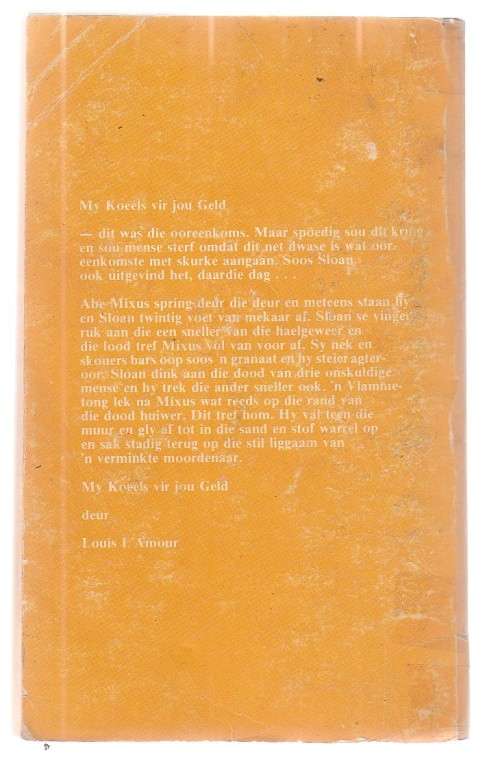 My Koeëls vir jou Geld
— dit was die ooreenkoms. Maar spoedig sou dit kring
en sou mense sterf omdat dit net dwase is wat oor-
eenkomste met skurke aangaan. Soos Sloan
ook uitgevind het, daardie dag . . .
Abe Mixus spring deur die deur en meteens staan hy
en Sloan twintig voet van mekaar af. Sloan se vinger
ruk aan die een sneller van die haelgeweer en
die lood tref Mixus vol van voor af. Sy nek en
skouers bars oop soos 'n granaat en hy steier agter-
oor. Sloan dink aan die dood van drie onskuldige
mense en hy trek die ander sneller ook. 'n Vlamme-
tong lek na Mixus wat reeds op die rand van
die dood huiwer. Dit tref hom. Hy val teen die
muur en gly af tot in die sand en stof warrel op
en sak stadig terug op die stil liggaam van
'n verminkte moordenaar.
My Koeëls vir jou Geld
deur
Louis L'Amour